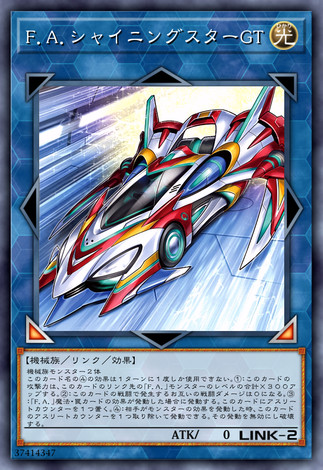 F.A.シャイニングスターGT
光
【機械族／リンク／効果】
機械族モンスター２体
このカード名の④の効果は１ターンに１度しか使用できない。①：このカードの
攻撃力は、このカードのリンク先の「F.A.」モンスターのレベルの合計×３００ア
ップする。②：このカードの戦闘で発生するお互いの戦闘ダメージは０になる。③
：「F.A.」魔法・罠カードの効果が発動した場合に発動する。このカードにアスリー
トカウンターを１つ置く。④：相手がモンスターの効果を発動した時、このカード
のアスリートカウンターを１つ取り除いて発動できる。その発動を無効にし破壊
する。
ATK/ 0 LINK-2
37414347